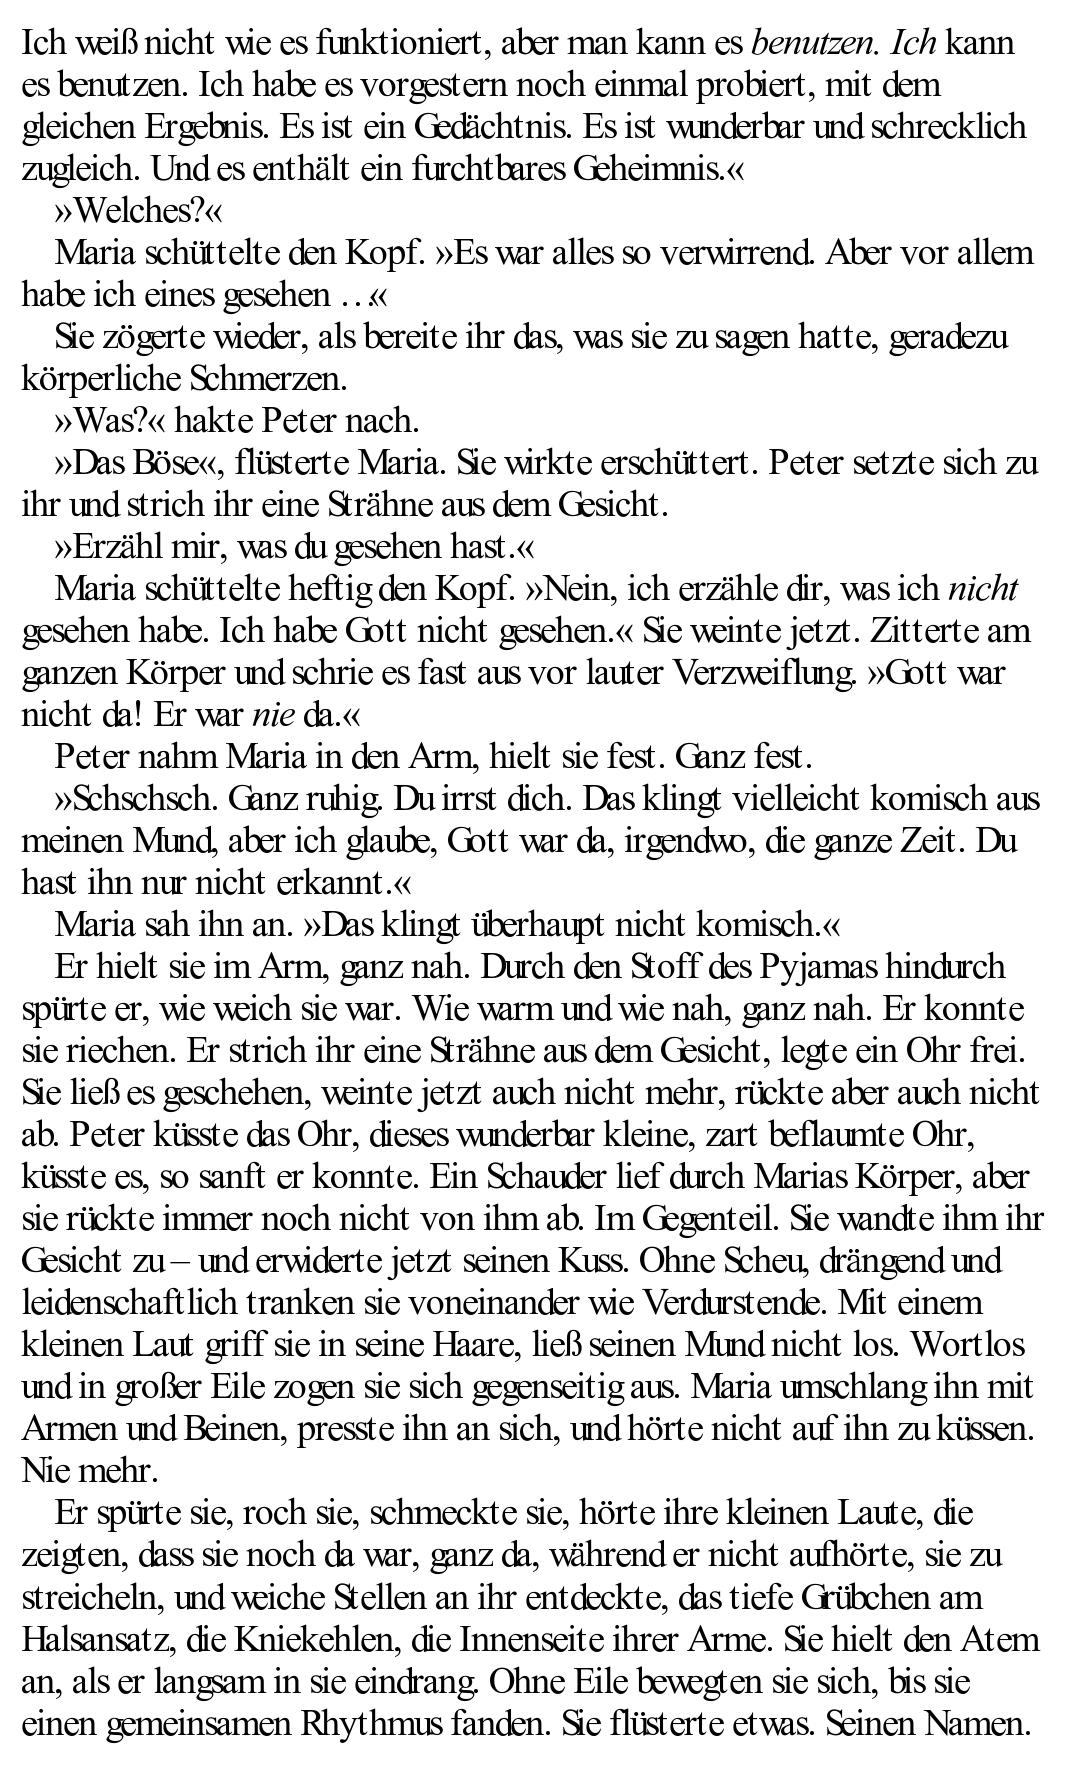 Ich weiß nicht wie es funktioniert, aber man kann es benutzen. Ich kann
es benutzen. Ich habe es vorgestern noch einmal probiert, mit dem
gleichen Ergebnis. Es ist ein Gedächtnis. Es ist wunderbar und schrecklich
zugleich. Und es enthält ein furchtbares Geheimnis.«
»Welches?«
Maria schüttelte den Kopf. »Es war alles so verwirrend. Aber vor allem
habe ich eines gesehen …«
Sie zögerte wieder, als bereite ihr das, was sie zu sagen hatte, geradezu
körperliche Schmerzen.
»Was?« hakte Peter nach.
»Das Böse«, flüsterte Maria. Sie wirkte erschüttert. Peter setzte sich zu
ihr und strich ihr eine Strähne aus dem Gesicht.
»Erzähl mir, was du gesehen hast.«
Maria schüttelte heftig den Kopf. »Nein, ich erzähle dir, was ich nicht
gesehen habe. Ich habe Gott nicht gesehen.« Sie weinte jetzt. Zitterte am
ganzen Körper und schrie es fast aus vor lauter Verzweiflung. »Gott war
nicht da! Er war nie da.«
Peter nahm Maria in den Arm, hielt sie fest. Ganz fest.
»Schschsch. Ganz ruhig. Du irrst dich. Das klingt vielleicht komisch aus
meinen Mund, aber ich glaube, Gott war da, irgendwo, die ganze Zeit. Du
hast ihn nur nicht erkannt.«
Maria sah ihn an. »Das klingt überhaupt nicht komisch.«
Er hielt sie im Arm, ganz nah. Durch den Stoff des Pyjamas hindurch
spürte er, wie weich sie war. Wie warm und wie nah, ganz nah. Er konnte
sie riechen. Er strich ihr eine Strähne aus dem Gesicht, legte ein Ohr frei.
Sie ließ es geschehen, weinte jetzt auch nicht mehr, rückte aber auch nicht
ab. Peter küsste das Ohr, dieses wunderbar kleine, zart beflaumte Ohr,
küsste es, so sanft er konnte. Ein Schauder lief durch Marias Körper, aber
sie rückte immer noch nicht von ihm ab. Im Gegenteil. Sie wandte ihm ihr
Gesicht zu – und erwiderte jetzt seinen Kuss. Ohne Scheu, drängend und
leidenschaftlich tranken sie voneinander wie Verdurstende. Mit einem
kleinen Laut griff sie in seine Haare, ließ seinen Mund nicht los. Wortlos
und in großer Eile zogen sie sich gegenseitig aus. Maria umschlang ihn mit
Armen und Beinen, presste ihn an sich, und hörte nicht auf ihn zu küssen.
Nie mehr.
Er spürte sie, roch sie, schmeckte sie, hörte ihre kleinen Laute, die
zeigten, dass sie noch da war, ganz da, während er nicht aufhörte, sie zu
streicheln, und weiche Stellen an ihr entdeckte, das tiefe Grübchen am
Halsansatz, die Kniekehlen, die Innenseite ihrer Arme. Sie hielt den Atem
an, als er langsam in sie eindrang. Ohne Eile bewegten sie sich, bis sie
einen gemeinsamen Rhythmus fanden. Sie flüsterte etwas. Seinen Namen.